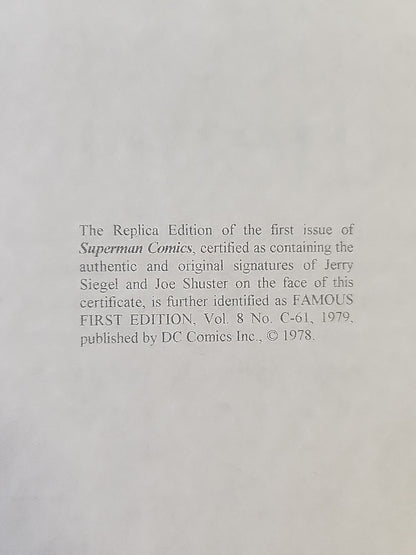 The Replica Edition of the first issue of
Superman Comics, certified as containing the
authentic and original signatures of Jerry
Siegel and Joe Shuster on the face of this
certificate, is further identified as FAMOUS
FIRST EDITION, Vol. 8 No. C-61, 1979,
published by DC Comics Inc., © 1978.